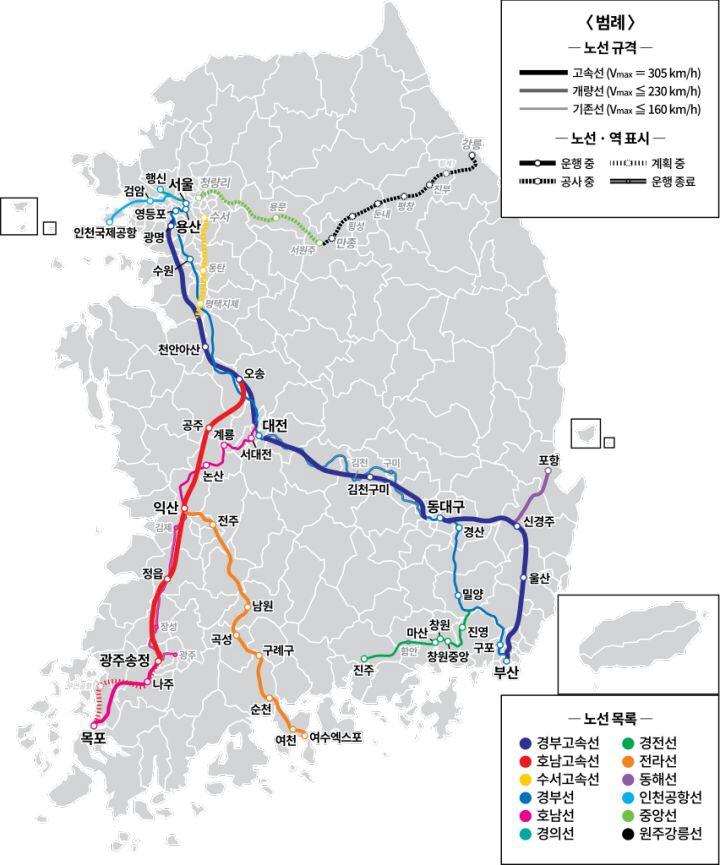 〈 범례 〉
― 노선 규격 ―
고속선 (Vmax = 305 km/h)
개량선 (Vmax ≦ 230 km/h)
기존선 (Vmax ≦ 160 km/h)
― 노선 · 역 표시 ―
운행 중
계획 중
공사 중
운행 종료
강릉
진부
평창
둔내
횡성
만종
서원주
용문
청량리
행신
서울
검암
영등포
용산
인천국제공항
광명
수서
수원
동탄
평택지제
천안아산
오송
공주
계룡
대전
서대전
논산
김천
구미
김천구미
포항
익산
동대구
신경주
전주
김제
경산
정읍
울산
밀양
남원
장성
곡성
창원
마산
진영
구포
구례구
함안
창원중앙
광주송정
광주
진주
부산
나주
순천
목포
여천
여수엑스포
― 노선 목록 ―
경부고속선
경전선
호남고속선
전라선
수서고속선
동해선
경부선
인천공항선
호남선
중앙선
경의선
원주강릉선